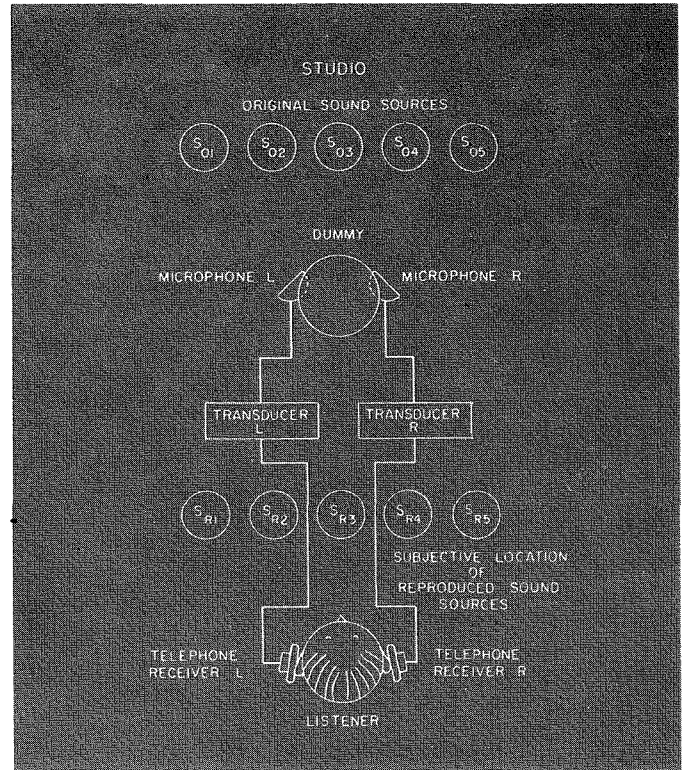 STUDIO
ORIGINAL SOUND SOURCES
S01 S02 S03 S04 S05
DUMMY
MICROPHONE L
MICROPHONE R
TRANSDUCER
L
TRANSDUCER
R
SR1 SR2 SR3 SR4 SR5
SUBJECTIVE LOCATION
OF
REPRODUCED SOUND
SOURCES
TELEPHONE
RECEIVER L
TELEPHONE
RECEIVER R
LISTENER